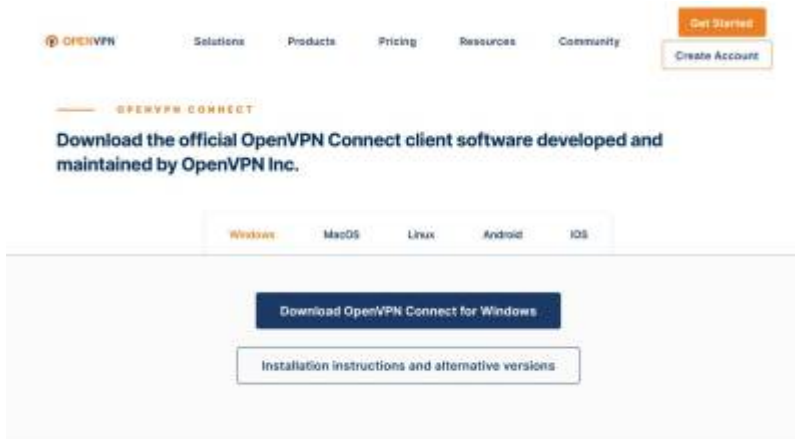 Get Started
OPENVPN Solutions Products Pricing Resources Community
Create Account
OPENVPN CONNECT
Download the official OpenVPN Connect client software developed and
maintained by OpenVPN Inc.
Windows MacOS Linux Android iOS
Download OpenVPN Connect for Windows
Installation instructions and alternative versions